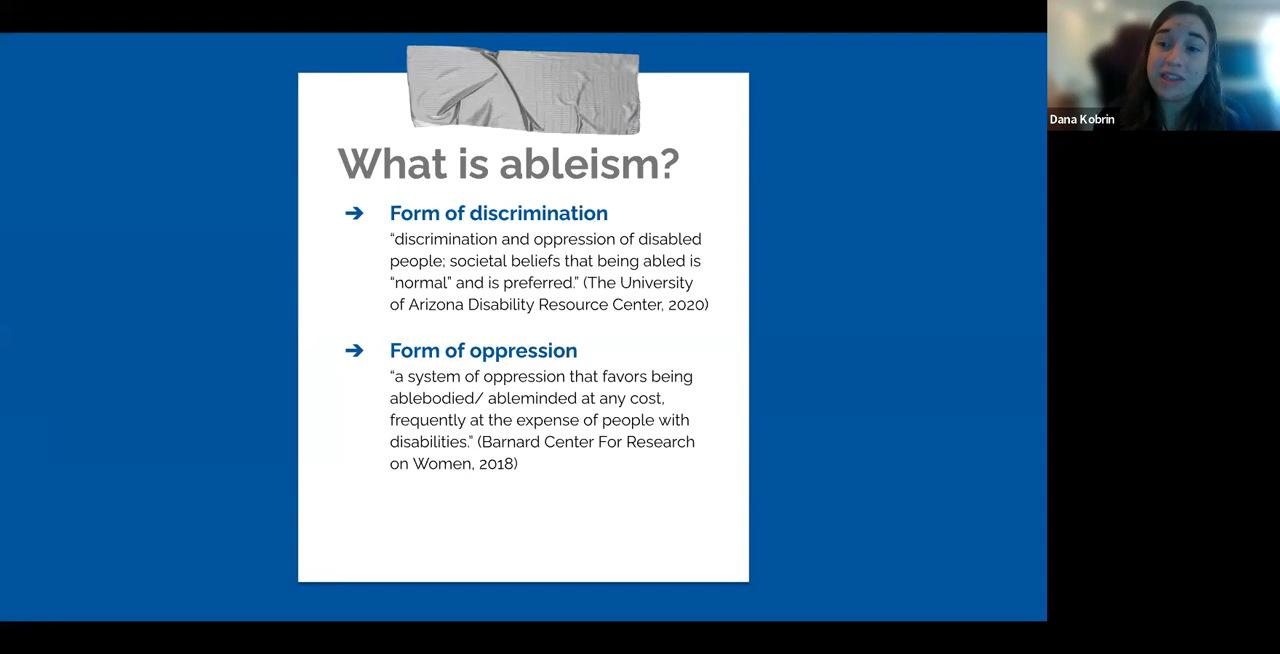 What is ableism?
➔ Form of discrimination
“discrimination and oppression of disabled
people; societal beliefs that being abled is
“normal” and is preferred.” (The University
of Arizona Disability Resource Center, 2020)
➔ Form of oppression
“a system of oppression that favors being
ablebodied/ ableminded at any cost,
frequently at the expense of people with
disabilities.” (Barnard Center For Research
on Women, 2018)
Dana Kobrin